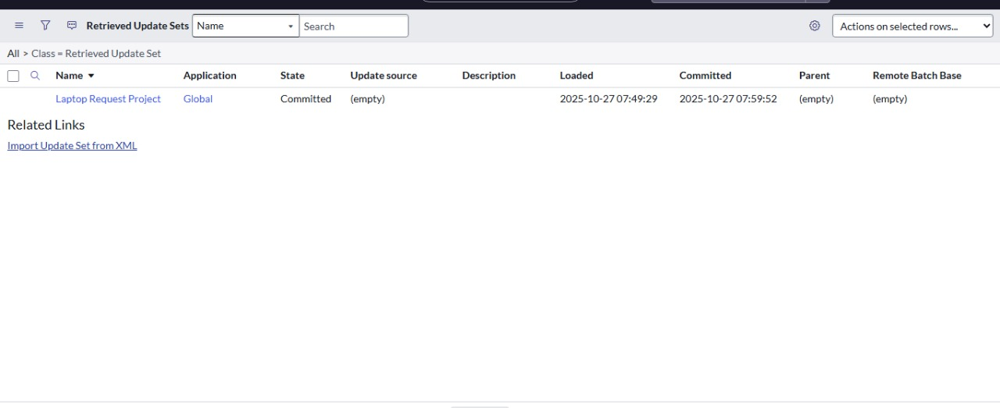 Retrieved Update Sets Name Search Actions on selected rows...
All > Class = Retrieved Update Set
Name Application State Update source Description Loaded Committed Parent Remote Batch Base
Laptop Request Project Global Committed (empty) 2025-10-27 07:49:29 2025-10-27 07:59:52 (empty) (empty)
Related Links
Import Update Set from XML